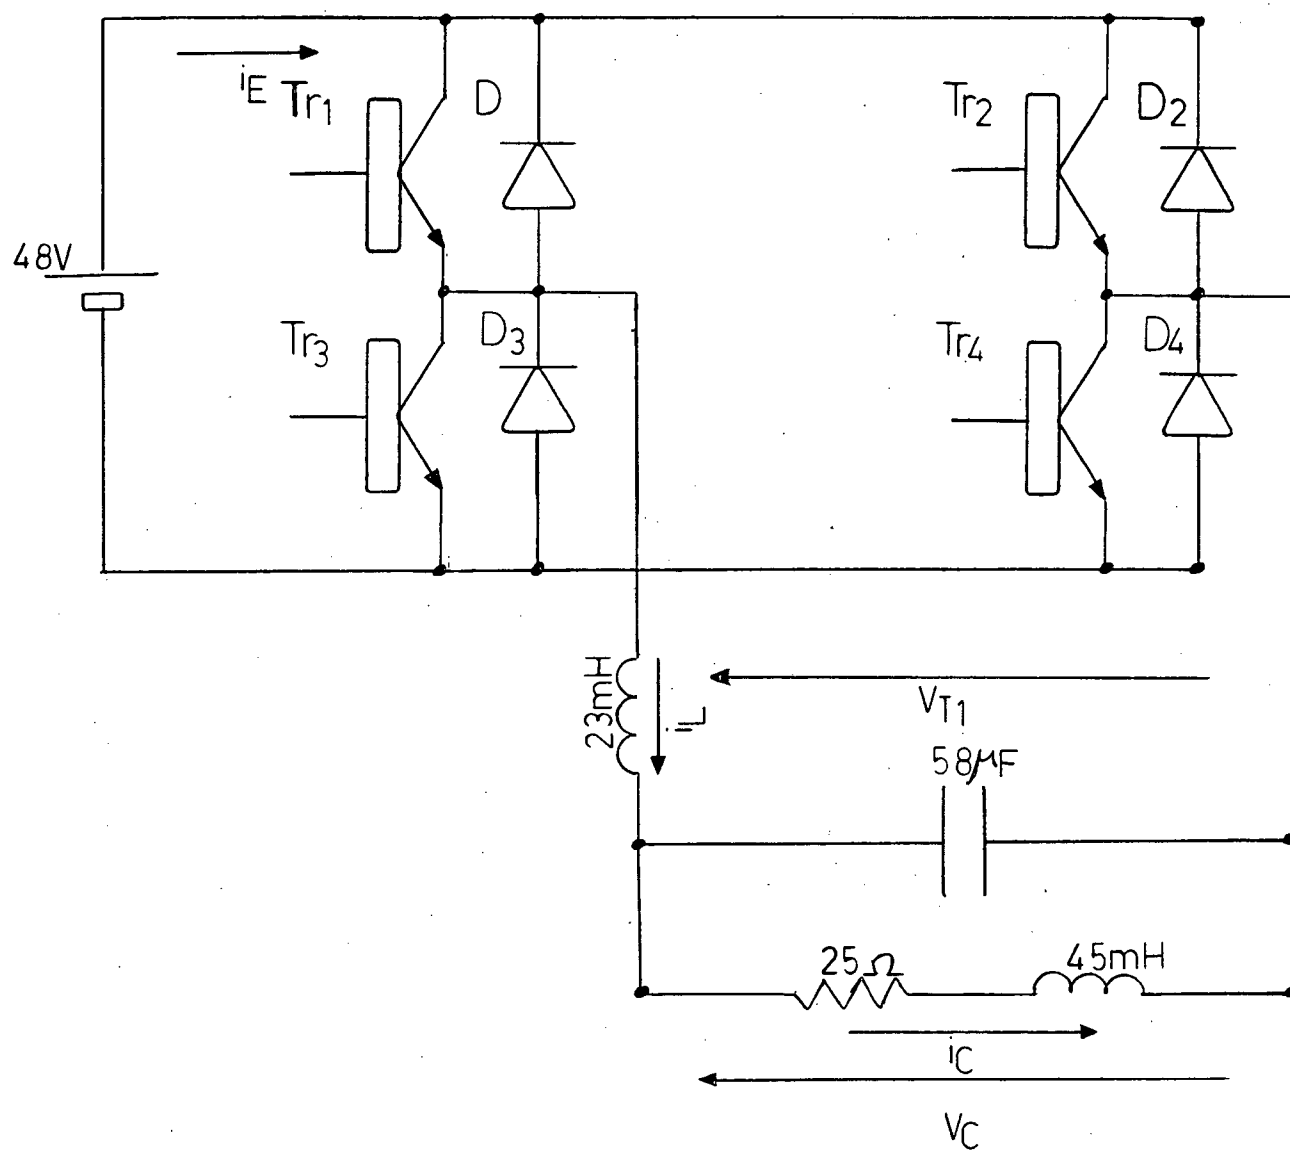 iE
Tr1
D
Tr2
D2
48V
Tr3
D3
Tr4
D4
23mH
iL
VT1
58μF
25Ω
45mH
iC
VC